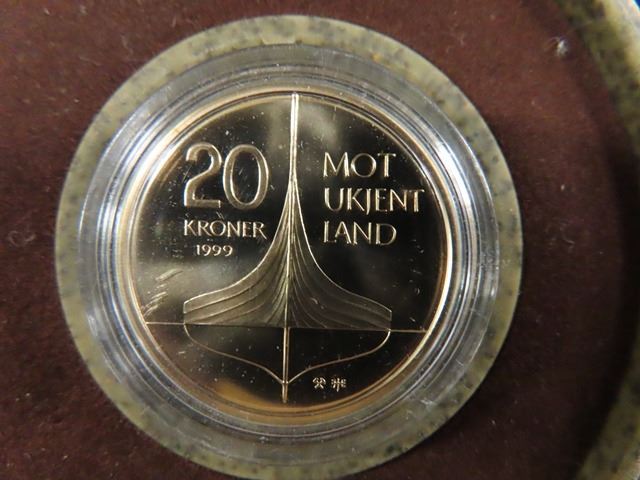 20
KRONER
1999
MOT
UKJENT
LAND